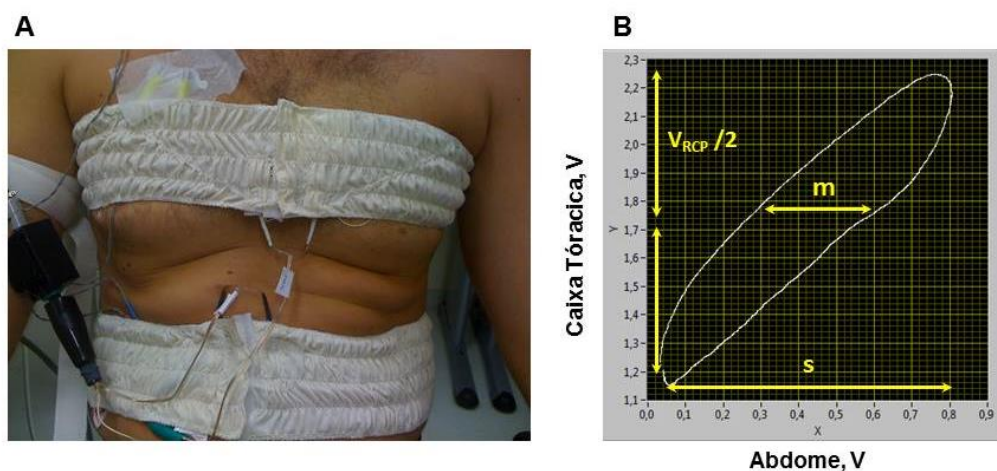 A
B
2,3
2,2
2,1
2,0
1,9
1,8
1,7
1,6
1,5
1,4
1,3
1,2
1,1
0,0 0,1 0,2 0,3 0,4 0,5 0,6 0,7 0,8 0,9
Y
X
V_RCP /2
m
s
Caixa Tóracica, V
Abdome, V